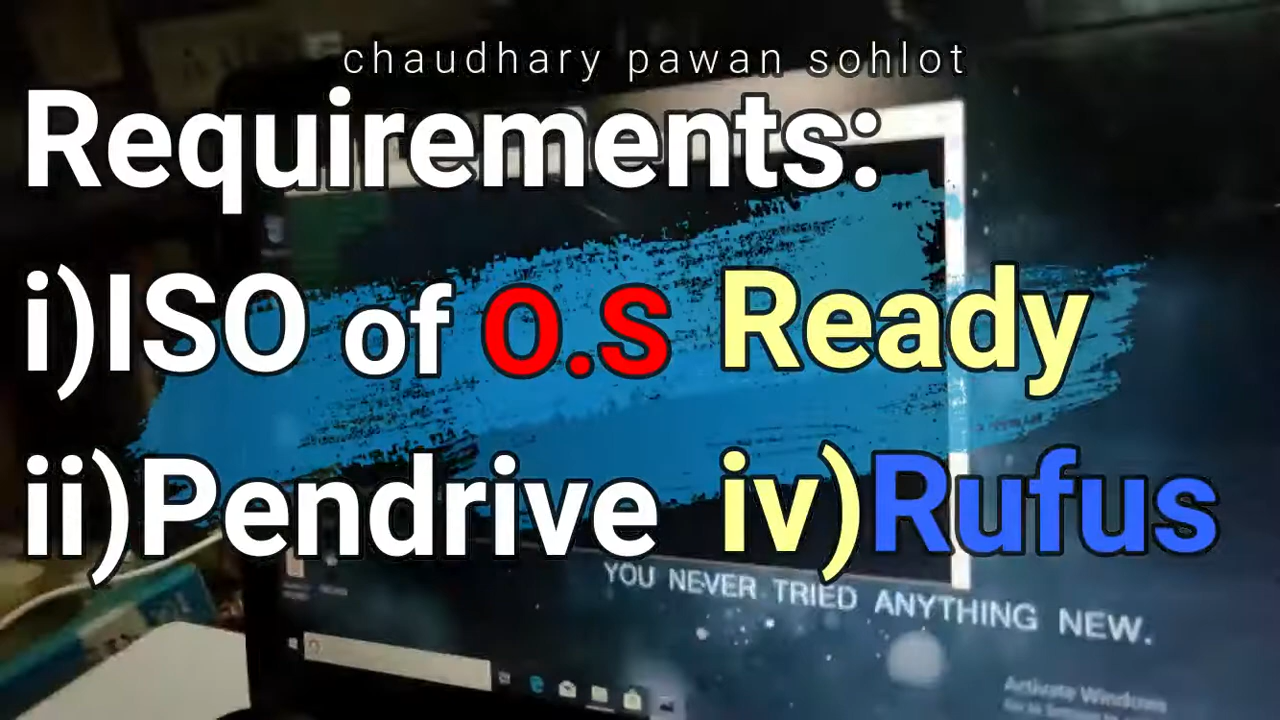 chaudhary pawan sohlot
Requirements:
i)ISO of O.S Ready
ii)Pendrive iv)Rufus
YOU NEVER TRIED ANYTHING NEW.
Activate Windows